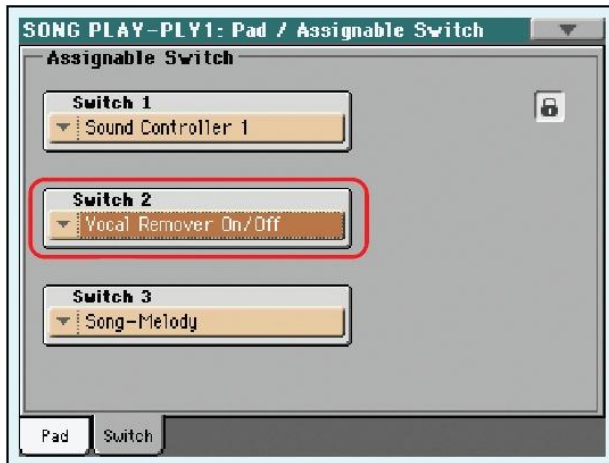 SONG PLAY-PLY1: Pad / Assignable Switch
Assignable Switch
Switch 1
Sound Controller 1
Switch 2
Vocal Remover On/Off
Switch 3
Song-Melody
Pad Switch